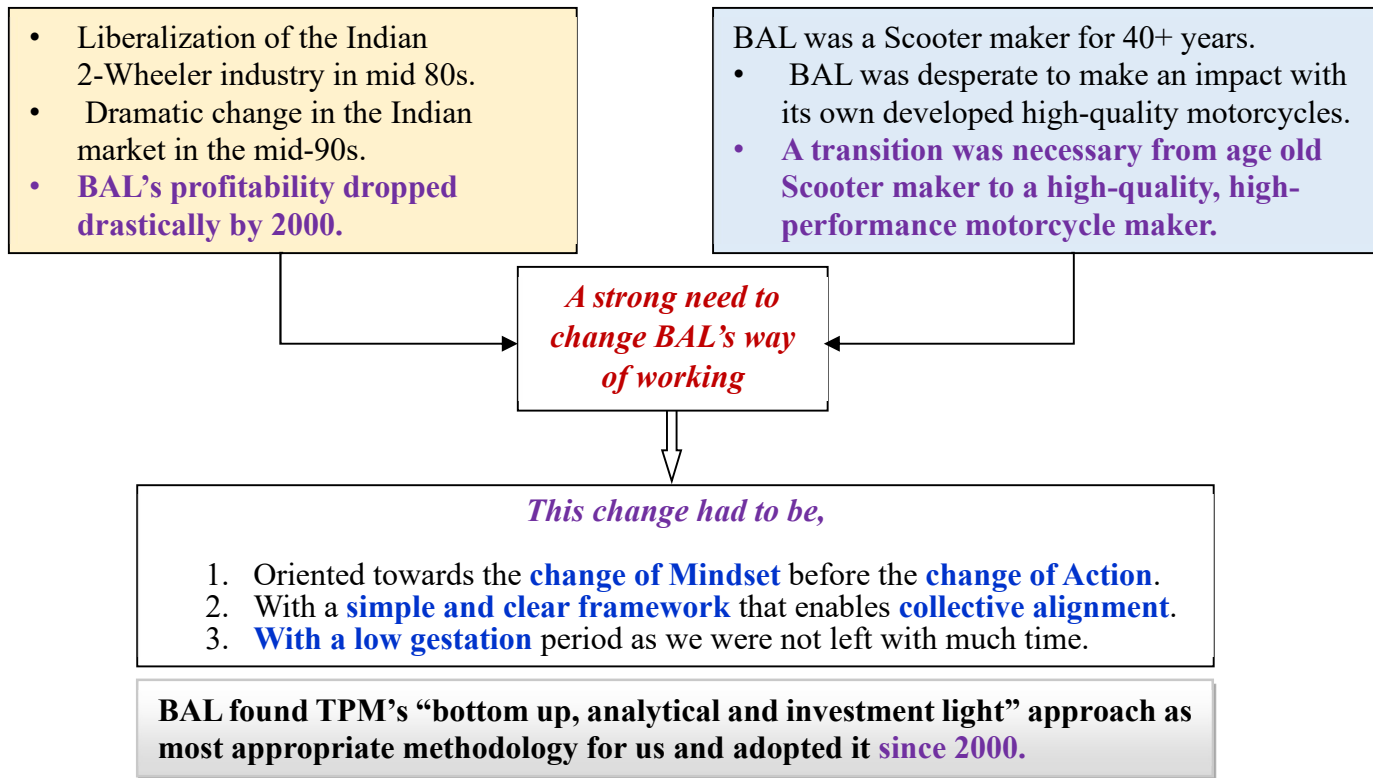 • Liberalization of the Indian
2-Wheeler industry in mid 80s.
• Dramatic change in the Indian
market in the mid-90s.
• BAL’s profitability dropped
drastically by 2000.
BAL was a Scooter maker for 40+ years.
• BAL was desperate to make an impact with
its own developed high-quality motorcycles.
• A transition was necessary from age old
Scooter maker to a high-quality, high-
performance motorcycle maker.
A strong need to
change BAL’s way
of working
This change had to be,
1. Oriented towards the change of Mindset before the change of Action.
2. With a simple and clear framework that enables collective alignment.
3. With a low gestation period as we were not left with much time.
BAL found TPM’s “bottom up, analytical and investment light” approach as
most appropriate methodology for us and adopted it since 2000.